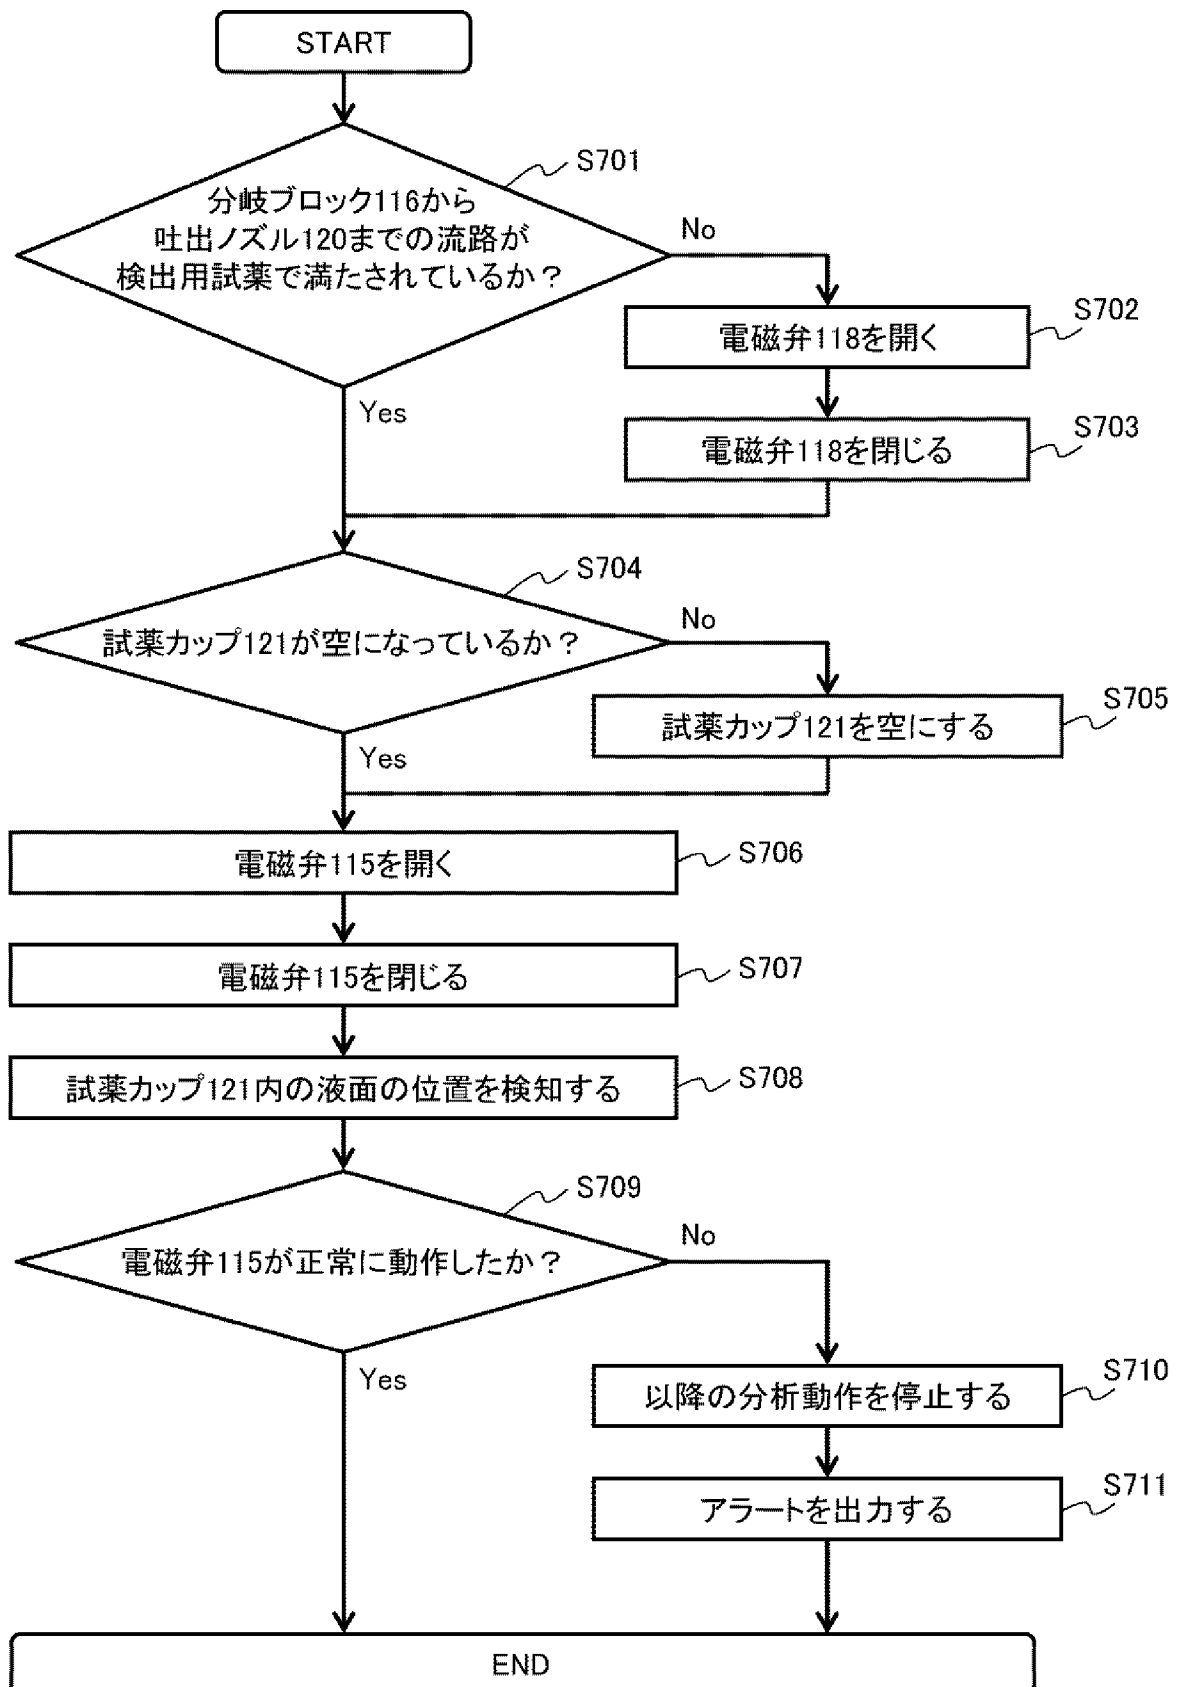 START
S701
分岐ブロック116から
吐出ノズル120までの流路が
検出用試薬で満たされているか？
No
S702
電磁弁118を開く
Yes
S703
電磁弁118を閉じる
S704
試薬カップ121が空になっているか？
No
S705
試薬カップ121を空にする
Yes
電磁弁115を開く
S706
電磁弁115を閉じる
S707
試薬カップ121内の液面の位置を検知する
S708
S709
電磁弁115が正常に動作したか？
No
Yes
S710
以降の分析動作を停止する
S711
アラートを出力する
END